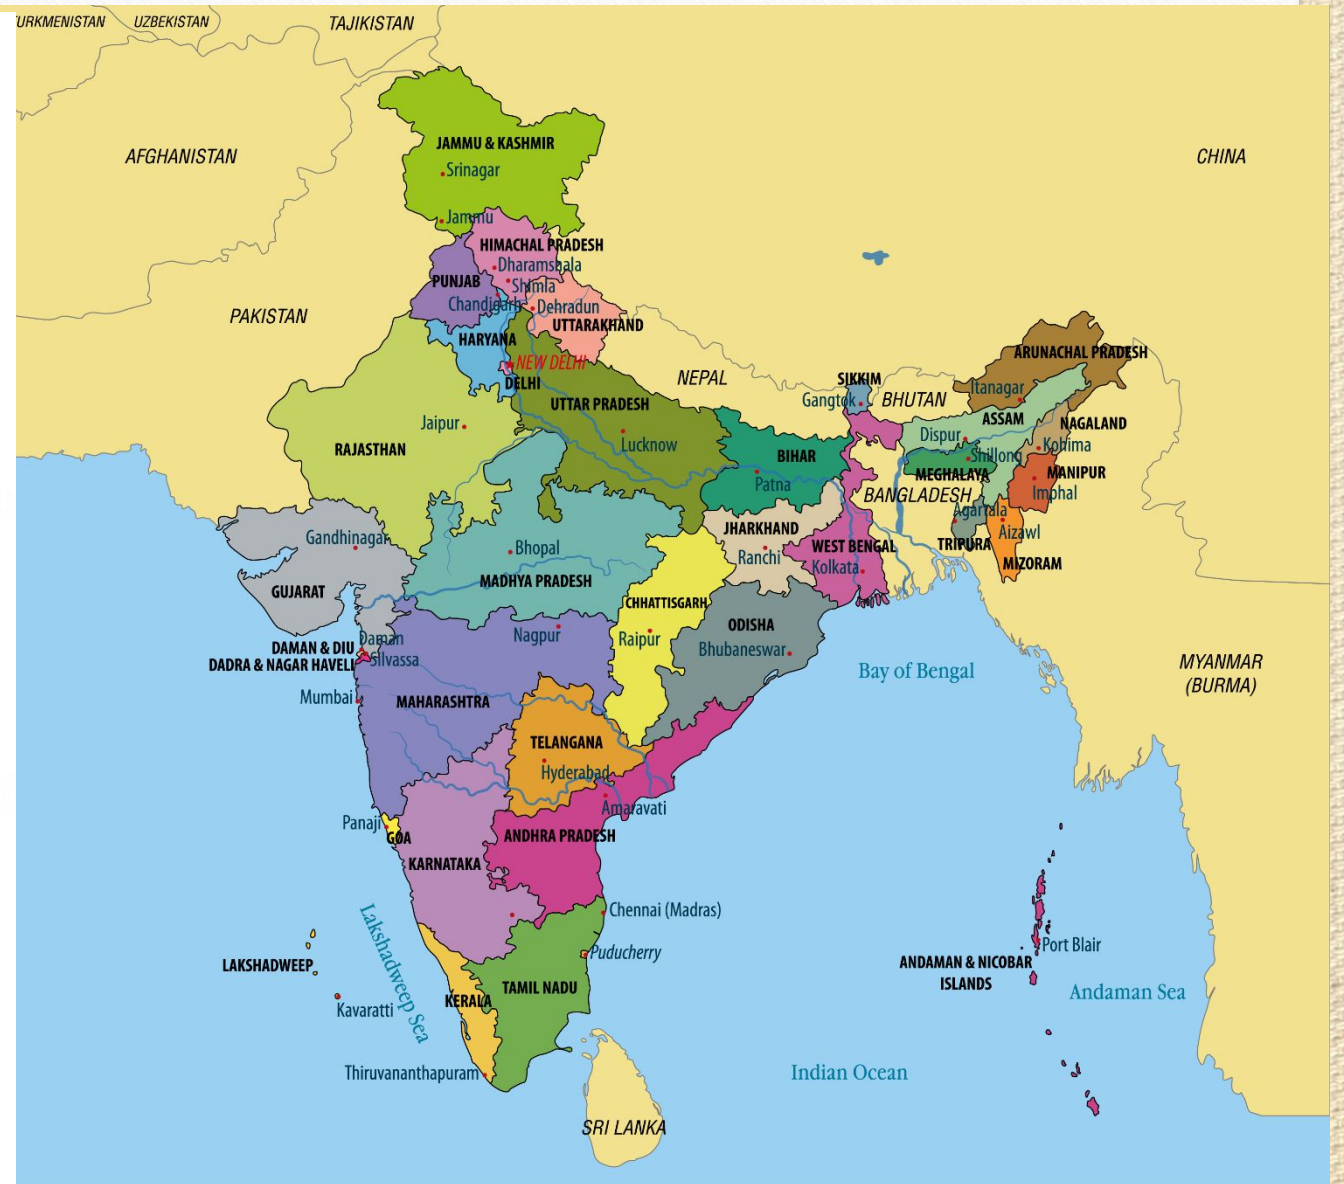 URKMENISTAN
UZBEKISTAN
TAJIKISTAN
AFGHANISTAN
CHINA
JAMMU & KASHMIR
Srinagar
Jammu
HIMACHAL PRADESH
Dharamshala
PUNJAB
Shimla
Chandigarh
Dehradun
PAKISTAN
UTTARAKHAND
HARYANA
NEW DELHI
DELHI
NEPAL
SIKKIM
Gangtok
BHUTAN
ARUNACHAL PRADESH
Itanagar
UTTAR PRADESH
Lucknow
Jaipur
RAJASTHAN
ASSAM
NAGALAND
Dispur
Kohima
Shillong
BIHAR
Patna
MEGHALAYA
MANIPUR
Imphal
BANGLADESH
Agartala
Aizawl
TRIPURA
MIZORAM
Gandhinagar
GUJARAT
Bhopal
MADHYA PRADESH
JHARKHAND
Ranchi
WEST BENGAL
Kolkata
CHHATTISGARH
Raipur
ODISHA
Bhubaneswar
Nagpur
Daman
DAMAN & DIU
Silvassa
DADRA & NAGAR HAVELI
Mumbai
MAHARASHTRA
Bay of Bengal
MYANMAR
(BURMA)
TELANGANA
Hyderabad
Amaravati
Panaji
GOA
ANDHRA PRADESH
KARNATAKA
Chennai (Madras)
Puducherry
Lakshadweep Sea
LAKSHADWEEP
Kavaratti
KERALA
TAMIL NADU
Thiruvananthapuram
Port Blair
ANDAMAN & NICOBAR
ISLANDS
Andaman Sea
Indian Ocean
SRI LANKA